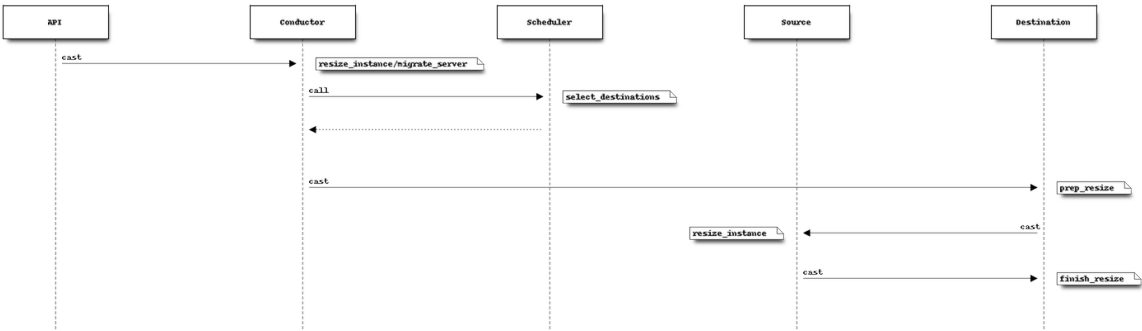 API
Conductor
Scheduler
Source
Destination
cast
resize_instance/migrate_server
call
select_destinations
cast
prep_resize
resize_instance
cast
cast
finish_resize